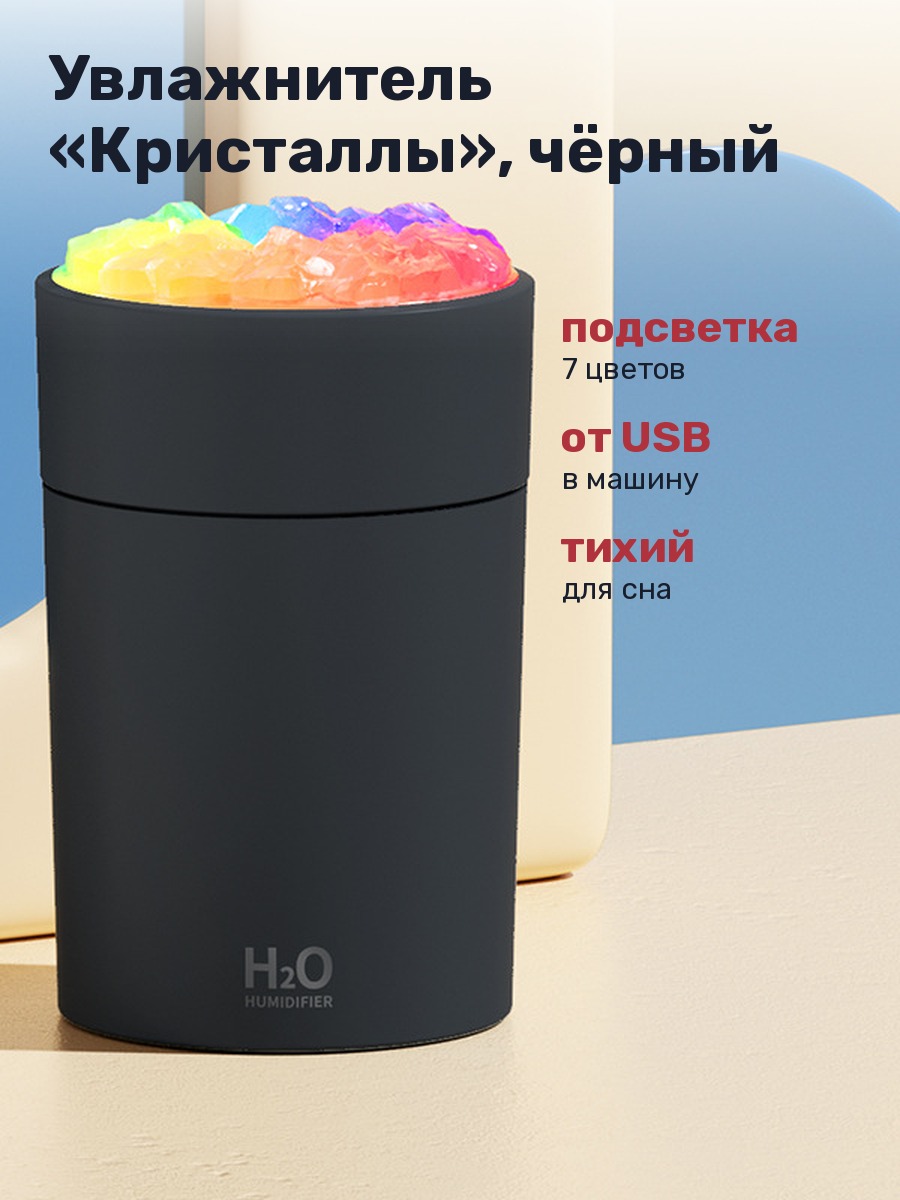 Увлажнитель
«Кристаллы», чёрный
подсветка
7 цветов
от USB
в машину
тихий
для сна
H₂O
HUMIDIFIER